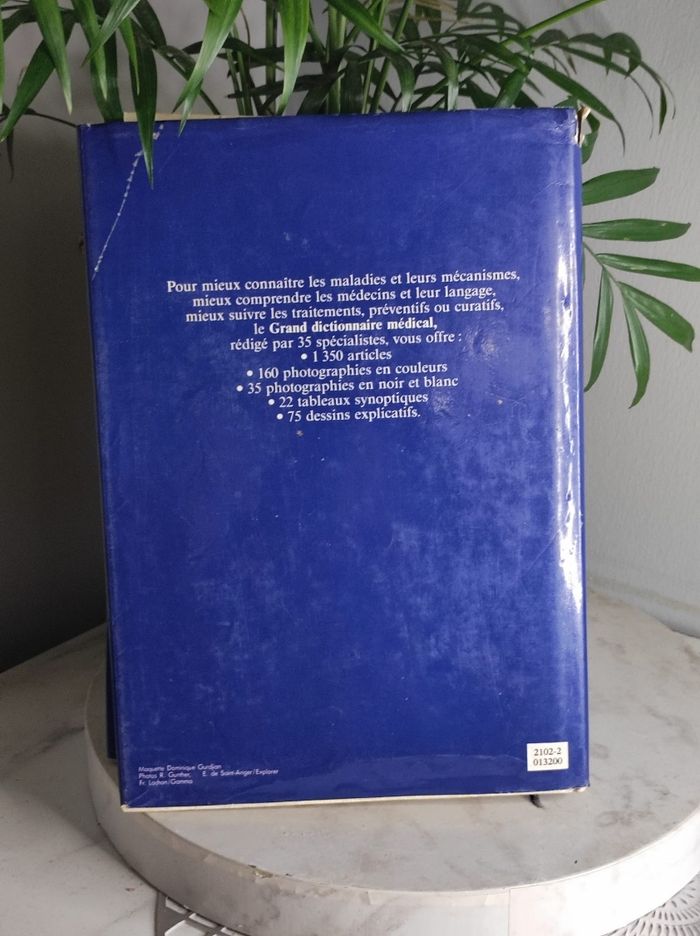 Pour mieux connaître les maladies et leurs mécanismes,
mieux comprendre les médecins et leur langage,
mieux suivre les traitements, préventifs ou curatifs,
le Grand dictionnaire médical,
rédigé par 35 spécialistes, vous offre :
• 1 350 articles
• 160 photographies en couleurs
• 35 photographies en noir et blanc
• 22 tableaux synoptiques
• 75 dessins explicatifs.
Maquette Dominique Gurdjian
Photos R. Gunther, E. de Saint-Anger/Explorer
Fr. Lochon/Gamma
2102-2
013200